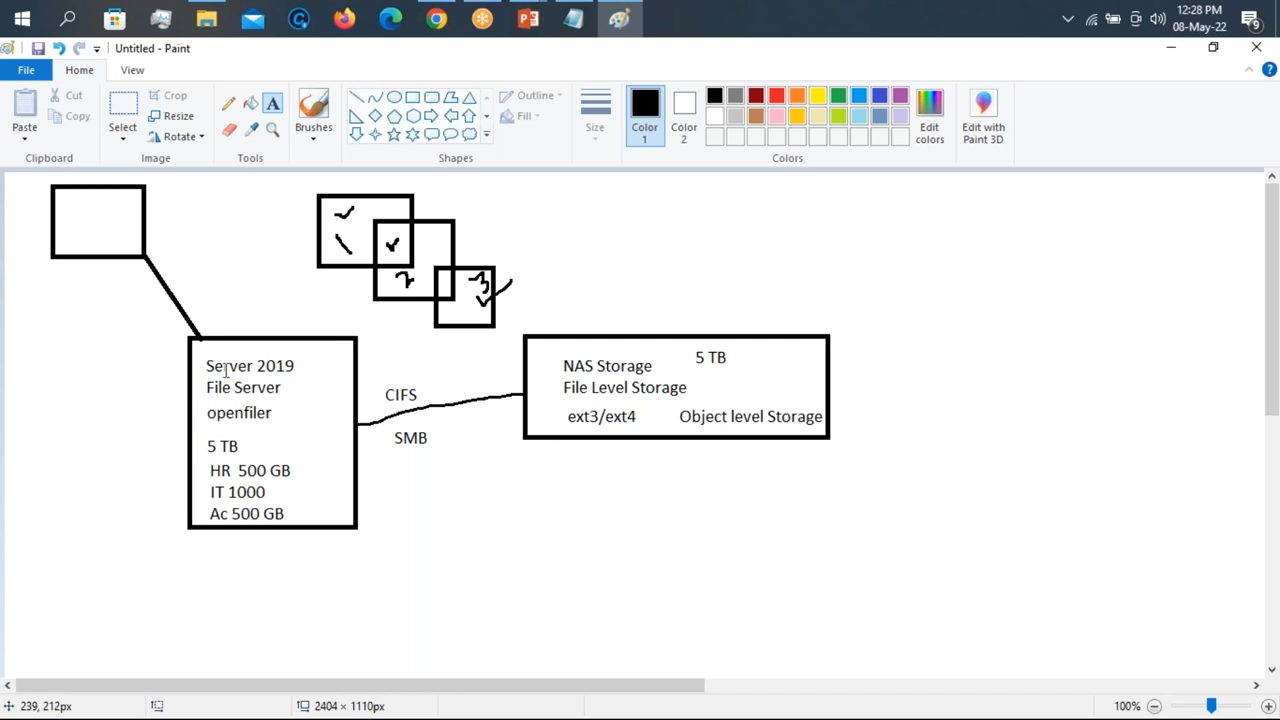 12:28 PM
08-May-22
9
Untitled - Paint
File
Home
View
Paste
Cut
Copy
Clipboard
Select
Crop
Resize
Rotate
Image
A
Tools
Brushes
Outline
Fill
Shapes
Size
Color 1
Color 2
Edit colors
Edit with Paint 3D
Colors
2
3
Server 2019
File Server
openfiler
5 TB
HR 500 GB
IT 1000
Ac 500 GB
CIFS
SMB
NAS Storage
5 TB
File Level Storage
ext3/ext4
Object level Storage
239, 212px
2404 × 1110px
100%